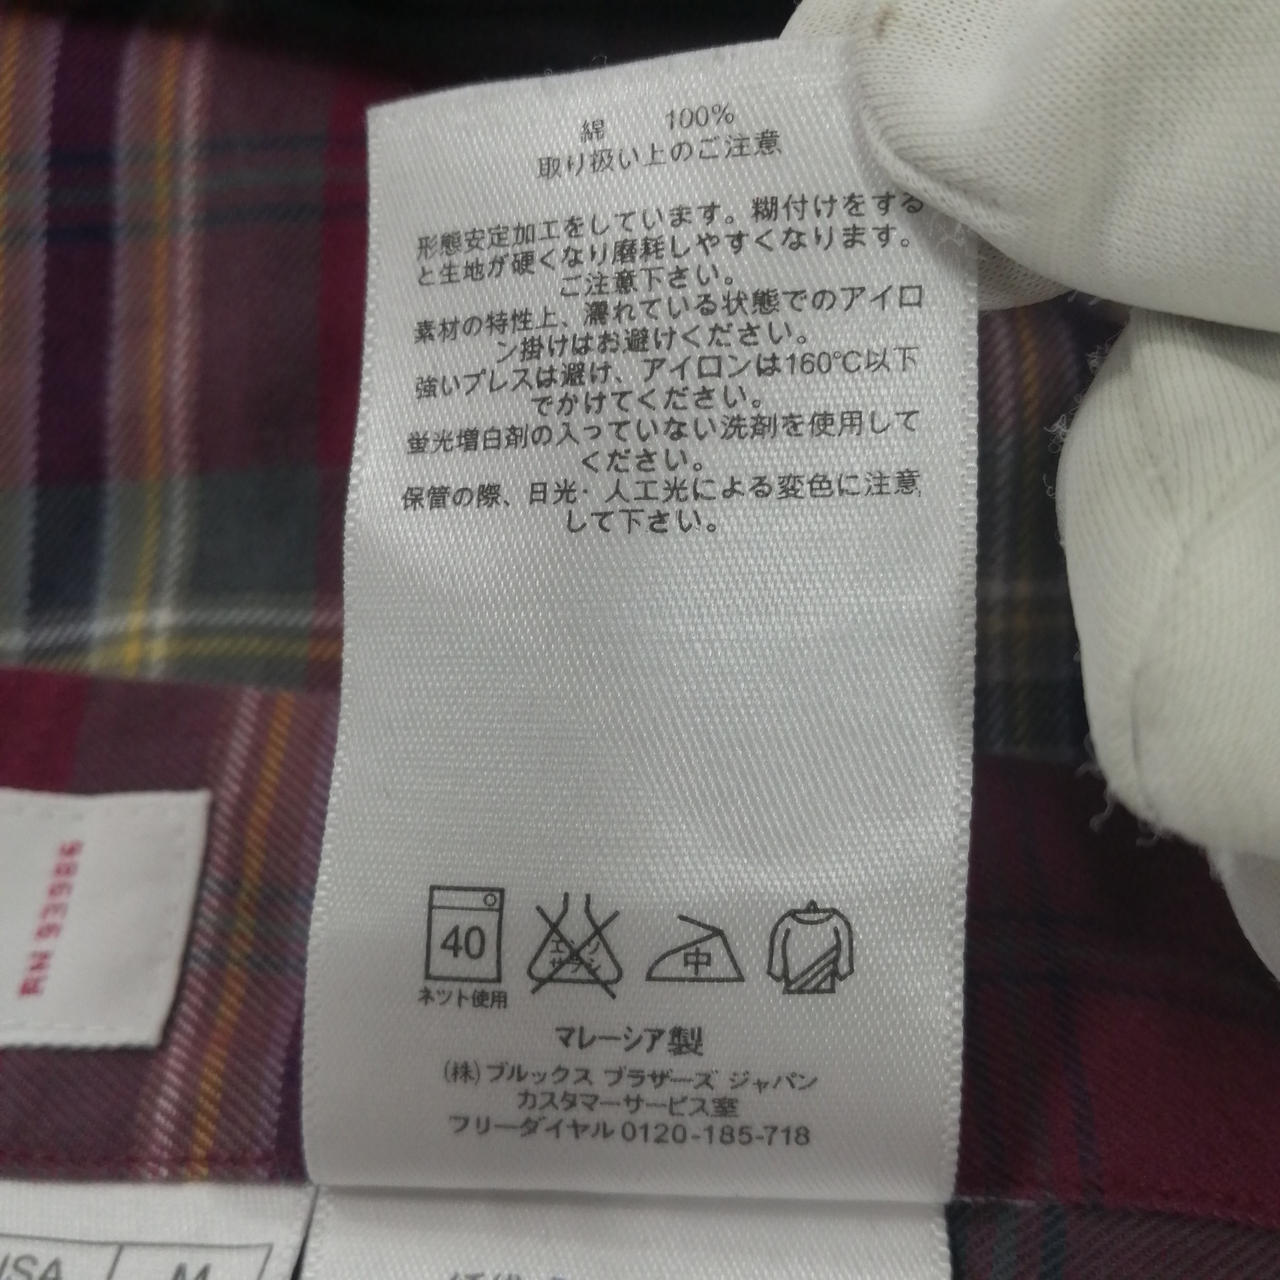 綿 100%
取り扱い上のご注意
形態安定加工をしています。糊付けをする
と生地が硬くなり磨耗しやすくなります。
ご注意下さい。
素材の特性上、濡れている状態でのアイロ
ン掛けはお避けください。
強いプレスは避け、アイロンは160℃以下
でかけてください。
蛍光増白剤の入っていない洗剤を使用して
ください。
保管の際、日光・人工光による変色に注意
して下さい。
40
エンソ
サラシ
中
ネット使用
マレーシア製
(株)ブルックス ブラザーズ ジャパン
カスタマーサービス室
フリーダイヤル 0120-185-718
RN 93986
USA
M